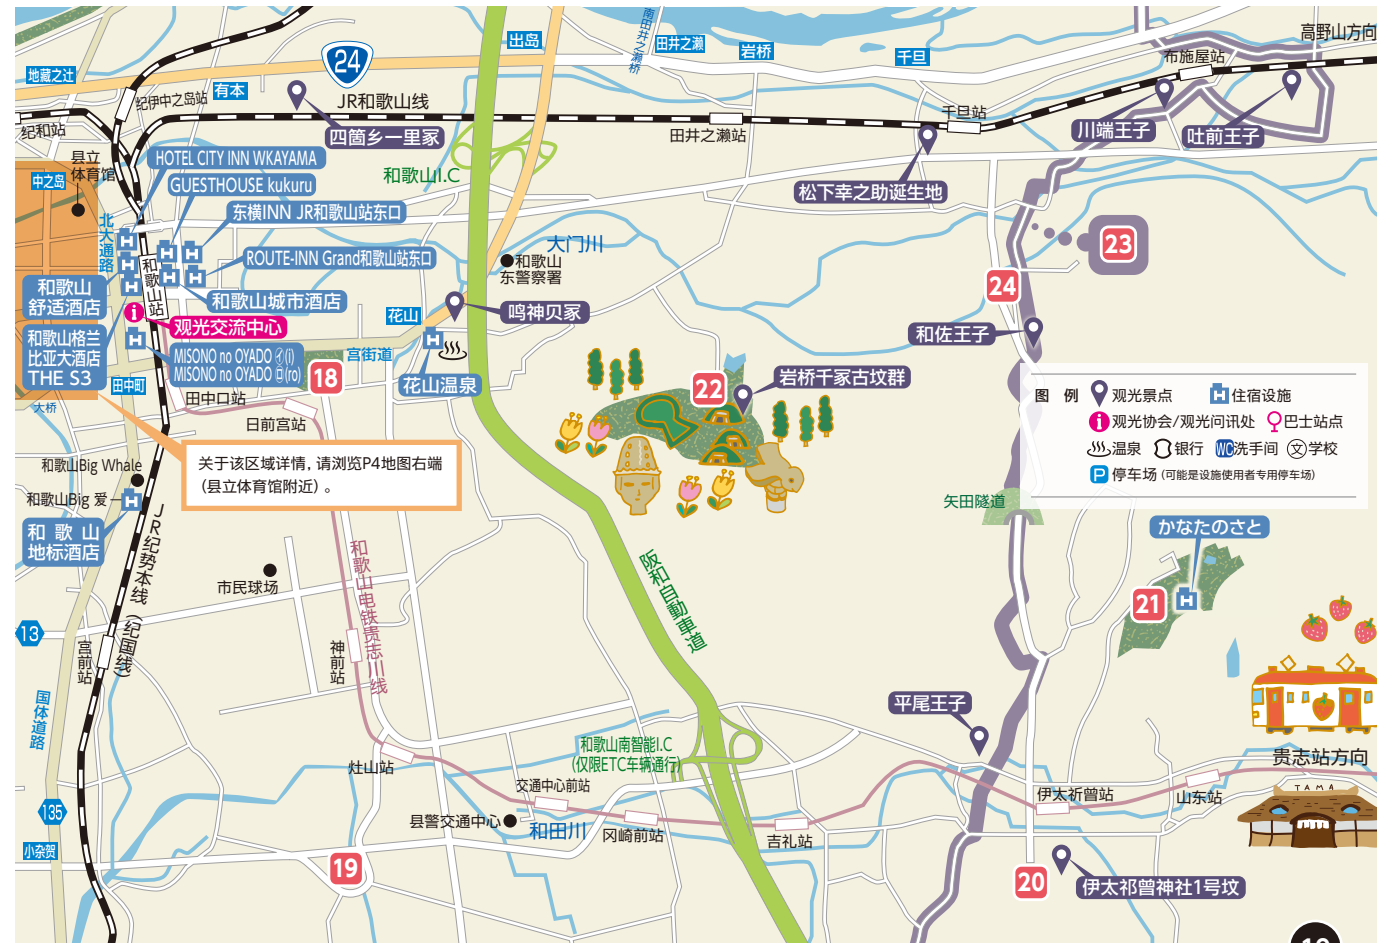 高野山方向
布施屋站
出岛
南田井之濑桥
田井之濑
岩桥
千旦
24
地藏之辻
有本
纪伊中之岛站
JR和歌山线
四箇乡一里冢
纪和站
田井之濑站
千旦站
川端王子
吐前王子
县立
体育馆
中之岛
HOTEL CITY INN WKAYAMA
GUESTHOUSE kukuru
和歌山I.C
松下幸之助诞生地
东横INN JR和歌山站东口
北大通路
大门川
23
ROUTE-INN Grand和歌山站东口
和歌山
东警察署
和歌山站
和歌山
舒适酒店
和歌山城市酒店
24
花山
鸣神贝冢
观光交流中心
和佐王子
和歌山格兰
比亚大酒店
THE S3
宫街道
MISONO no OYADO ㋑(i)
MISONO no OYADO ㋺(ro)
18
花山温泉
22
岩桥千冢古坟群
田中町
田中口站
大桥
日前宫站
图 例
观光景点
住宿设施
观光协会/观光问讯处
巴士站点
温泉
银行
WC
洗手间
文
学校
P
停车场 (可能是设施使用者专用停车场)
关于该区域详情, 请浏览P4地图右端
(县立体育馆附近) 。
和歌山Big Whale
和歌山Big 爱
和歌山
地标酒店
JR纪势本线(纪国线)
矢田隧道
かなたのさと
21
和歌山电铁贵志川线
阪和自動車道
市民球场
13
宫前站
神前站
国体道路
平尾王子
和歌山南智能I.C
(仅限ETC车辆通行)
贵志站方向
灶山站
交通中心前站
伊太祈曾站
山东站
TAMA
135
县警交通中心
和田川
冈崎前站
吉礼站
小杂贺
19
20
伊太祁曾神社1号坟